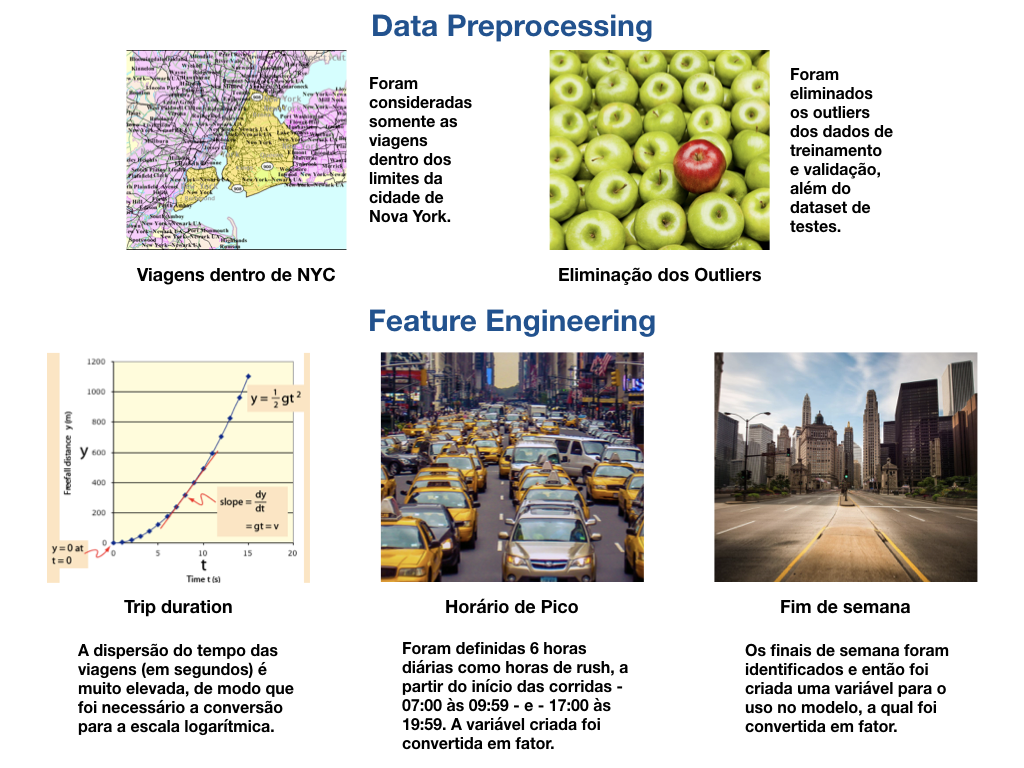 Data Preprocessing
Foram
consideradas
somente as
viagens
dentro dos
limites da
cidade de
Nova York.
Viagens dentro de NYC
Foram
eliminados
os outliers
dos dados de
treinamento
e validação,
além do
dataset de
testes.
Eliminação dos Outliers
Feature Engineering
1200
1000
800
600
400
200
0
Freefall distance y (m)
y
y = 1/2 gt²
slope = dy/dt
= gt = v
y = 0 at
t = 0
0 5 10 15 20
t
Time t (s)
Trip duration
A dispersão do tempo das
viagens (em segundos) é
muito elevada, de modo que
foi necessário a conversão
para a escala logarítmica.
Horário de Pico
Foram definidas 6 horas
diárias como horas de rush, a
partir do início das corridas -
07:00 às 09:59 - e - 17:00 às
19:59. A variável criada foi
convertida em fator.
Fim de semana
Os finais de semana foram
identificados e então foi
criada uma variável para o
uso no modelo, a qual foi
convertida em fator.